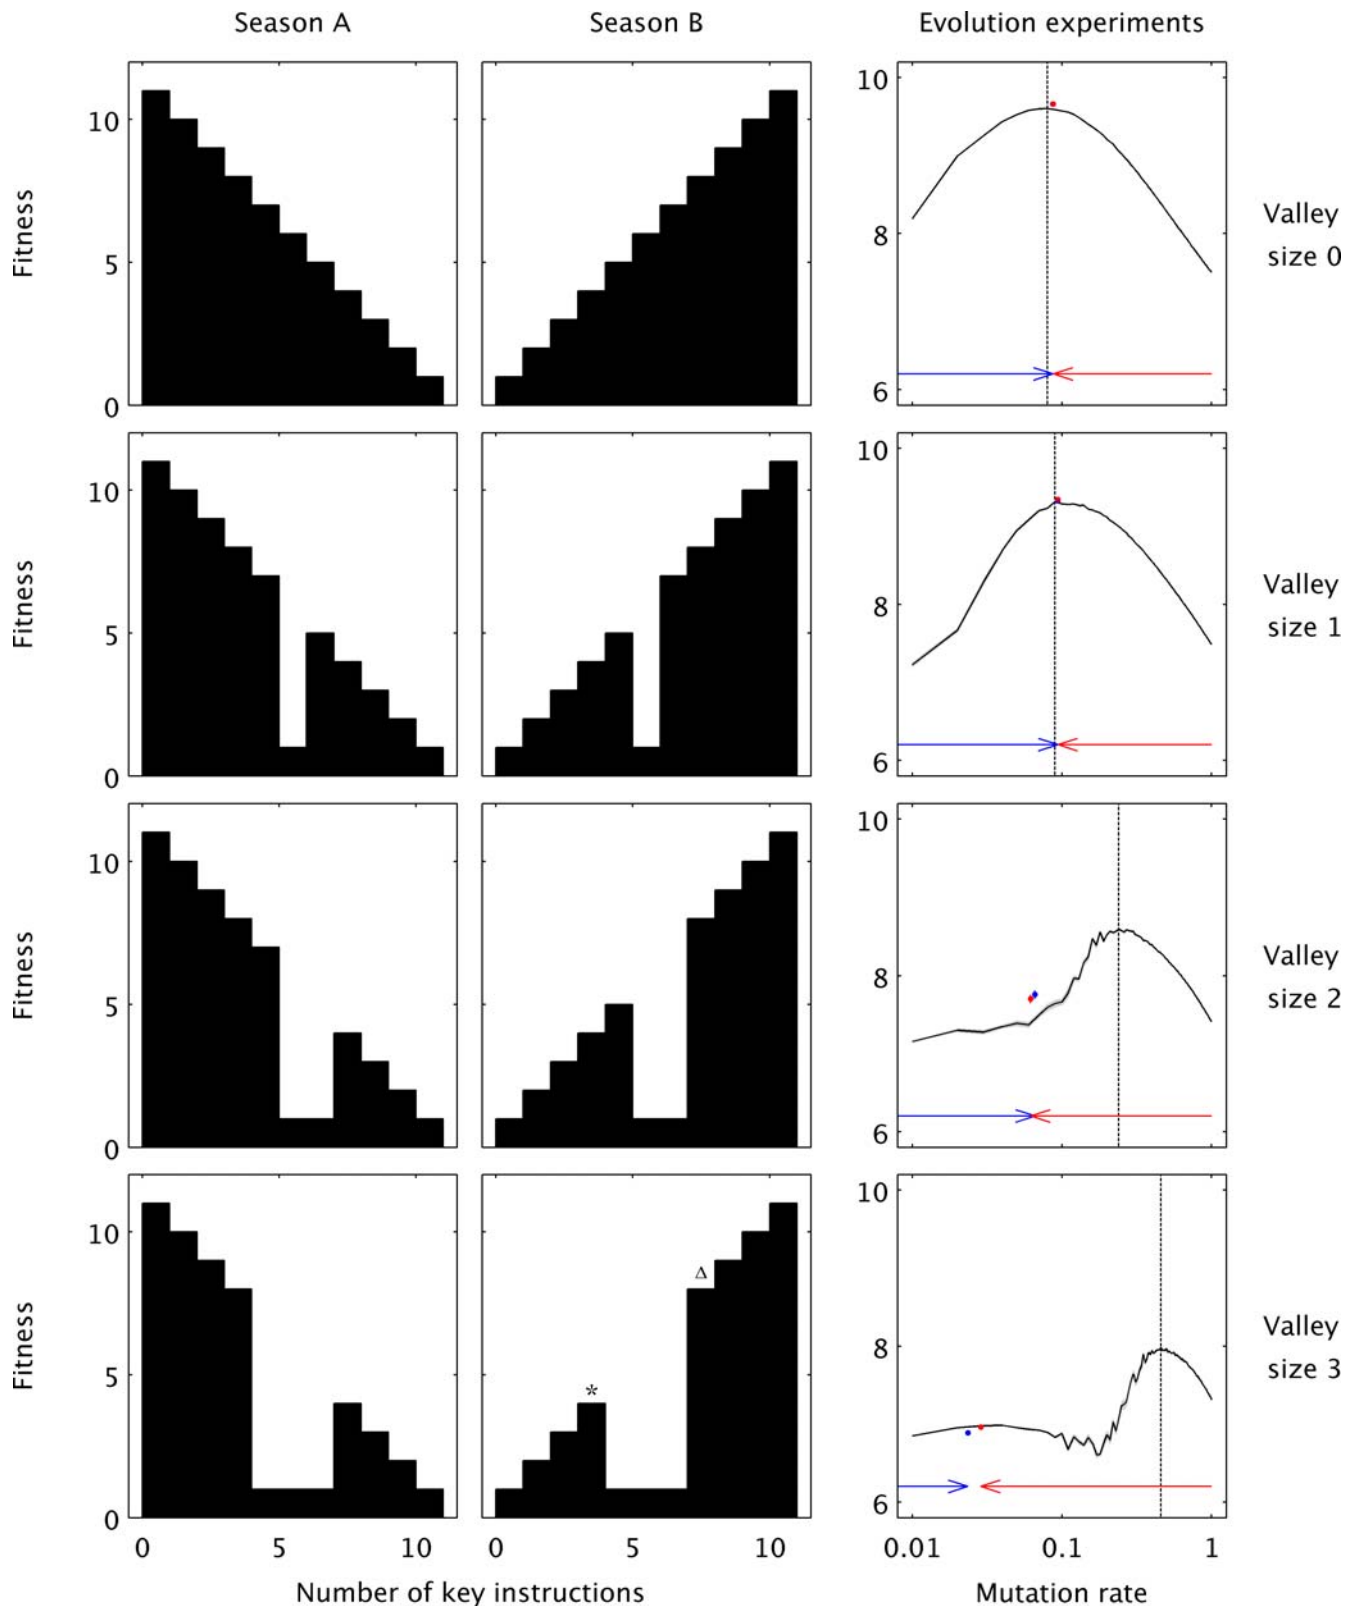 Season A
Season B
Evolution experiments
Fitness
10
5
0
10
8
6
Valley
size 0
Fitness
10
5
0
10
8
6
Valley
size 1
Fitness
10
5
0
10
8
6
Valley
size 2
Fitness
10
5
0
*
Δ
10
8
6
Valley
size 3
0 5 10
0 5 10
0.01 0.1 1
Number of key instructions
Mutation rate